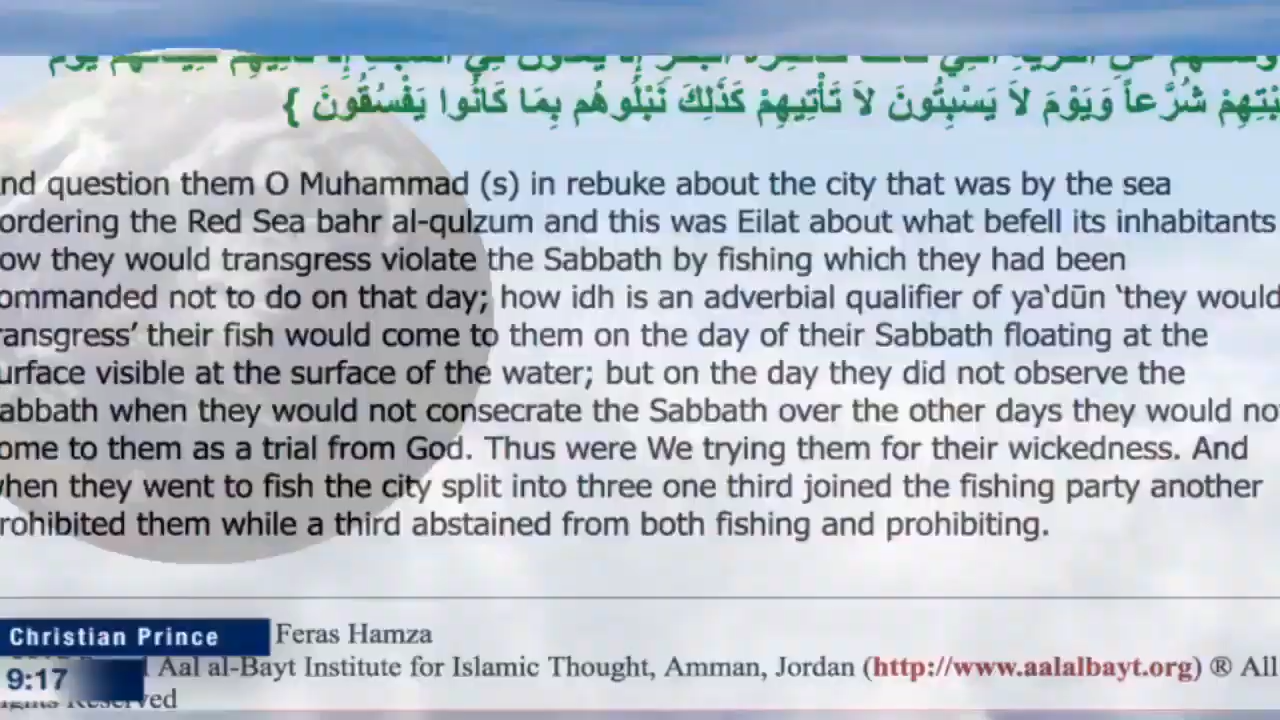 بْتِهِمْ شُرَّعاً وَيَوْمَ لاَ يَسْبِتُونَ لاَ تَأْتِيهِمْ كَذَلِكَ نَبْلُوهُم بِمَا كَانُوا يَفْسُقُونَ }
nd question them O Muhammad (s) in rebuke about the city that was by the sea
ordering the Red Sea bahr al-qulzum and this was Eilat about what befell its inhabitants
ow they would transgress violate the Sabbath by fishing which they had been
ommanded not to do on that day; how idh is an adverbial qualifier of ya‘dūn ‘they would
ransgress’ their fish would come to them on the day of their Sabbath floating at the
urface visible at the surface of the water; but on the day they did not observe the
abbath when they would not consecrate the Sabbath over the other days they would no
ome to them as a trial from God. Thus were We trying them for their wickedness. And
hen they went to fish the city split into three one third joined the fishing party another
rohibited them while a third abstained from both fishing and prohibiting.
Christian Prince Feras Hamza
9:17 Aal al-Bayt Institute for Islamic Thought, Amman, Jordan (http://www.aalalbayt.org) ® All
Reserved